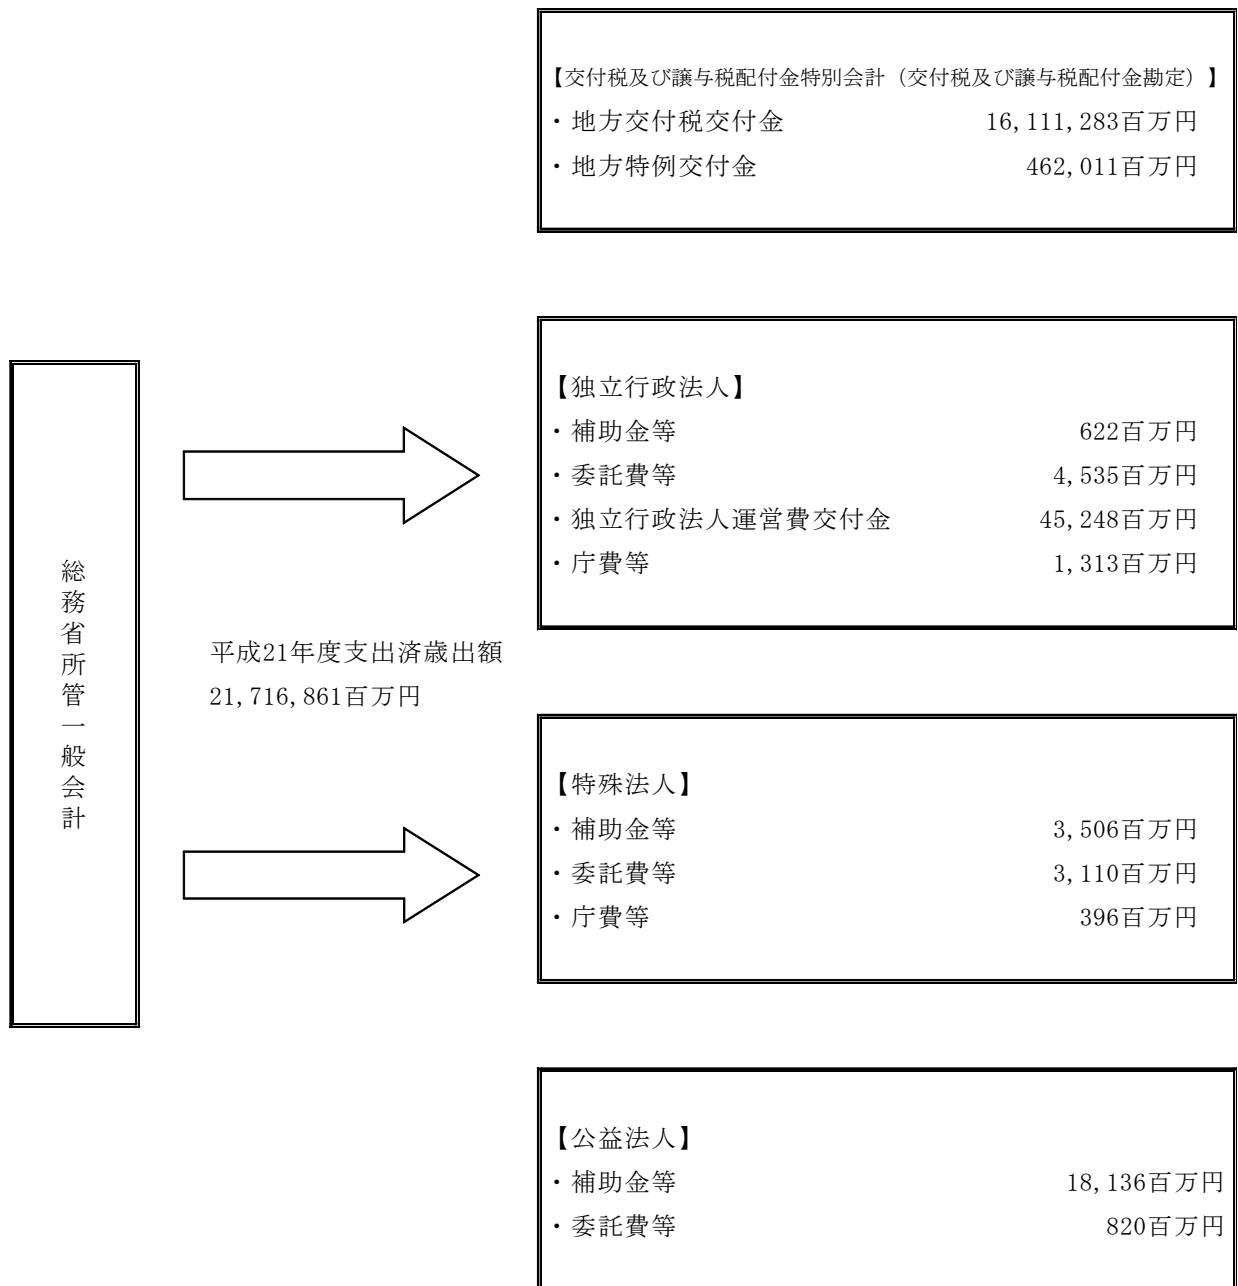 【交付税及び譲与税配付金特別会計（交付税及び譲与税配付金勘定）】
・地方交付税交付金 16,111,283百万円
・地方特例交付金 462,011百万円
総務省所管一般会計
平成21年度支出済歳出額
21,716,861百万円
【独立行政法人】
・補助金等 622百万円
・委託費等 4,535百万円
・独立行政法人運営費交付金 45,248百万円
・庁費等 1,313百万円
【特殊法人】
・補助金等 3,506百万円
・委託費等 3,110百万円
・庁費等 396百万円
【公益法人】
・補助金等 18,136百万円
・委託費等 820百万円